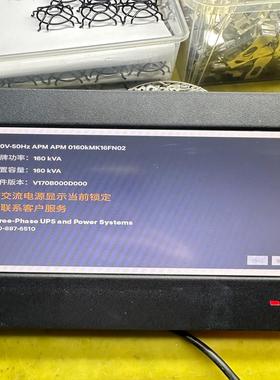 0V-50Hz APM APM 0160kMK16FN02
牌功率： 160 kVA
置容量： 160 kVA
件版本： V170B000D000
交流电源显示当前锁定
联系客户服务
ree-Phase UPS and Power Systems
0-887-6510